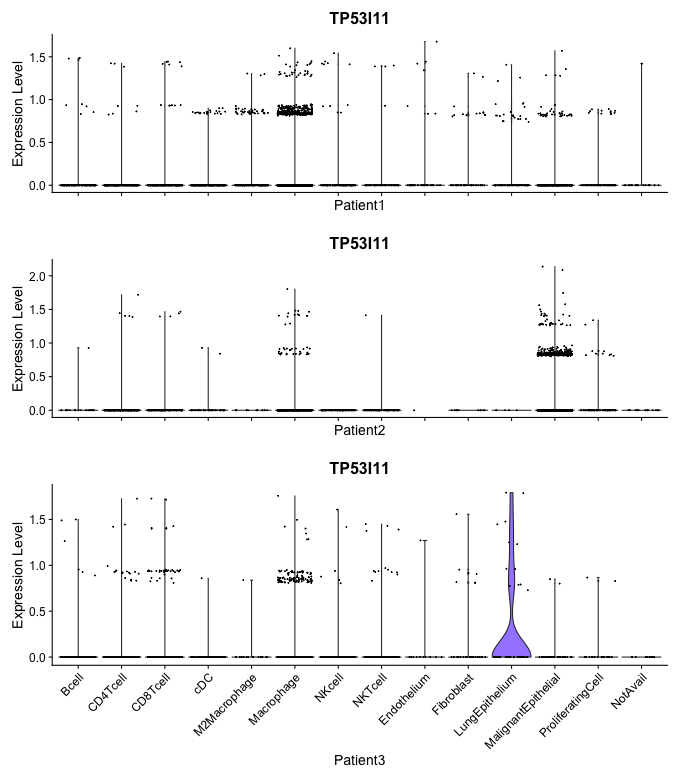 TP53I11
Expression Level
1.5
1.0
0.5
0.0
Patient1
TP53I11
Expression Level
2.0
1.5
1.0
0.5
0.0
Patient2
TP53I11
Expression Level
1.5
1.0
0.5
0.0
Bcell
CD4Tcell
CD8Tcell
cDC
M2Macrophage
Macrophage
NKcell
NKTcell
Endothelium
Fibroblast
LungEpithelium
MalignantEpithelial
ProliferatingCell
NotAvail
Patient3